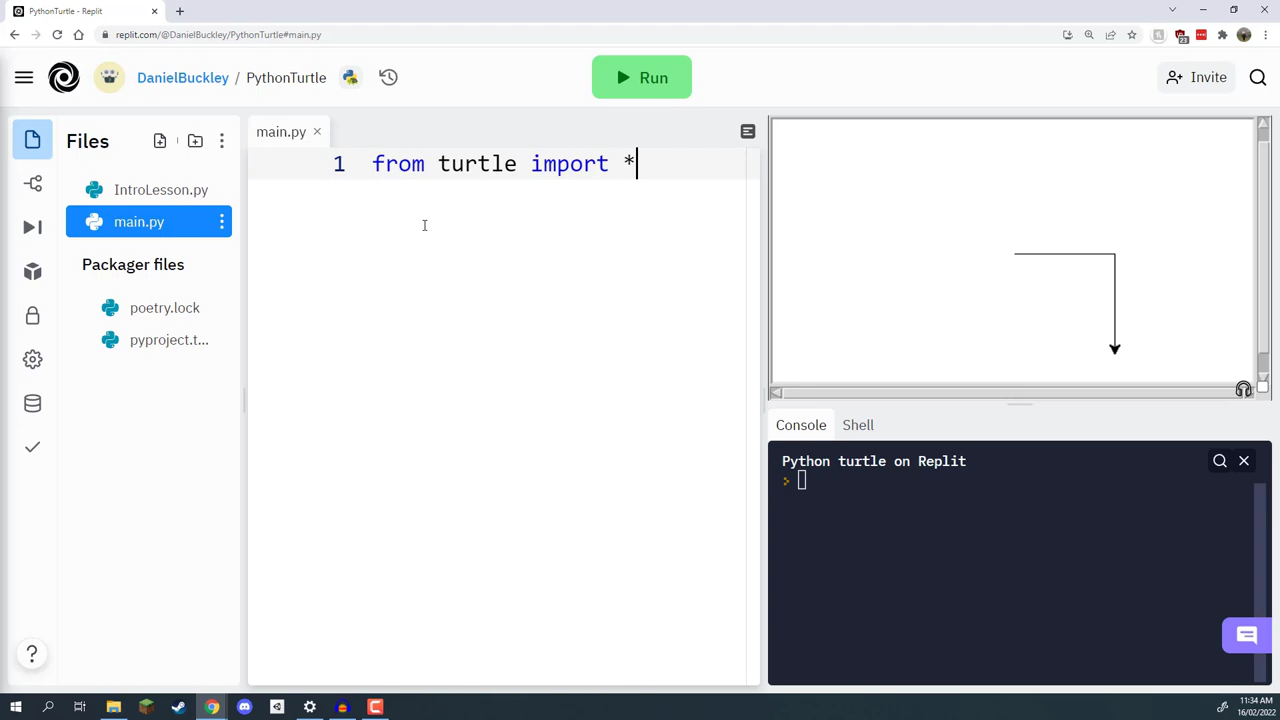 PythonTurtle - Replit
replit.com/@DanielBuckley/PythonTurtle#main.py
23
DanielBuckley / PythonTurtle
Run
Invite
Files
IntroLesson.py
main.py
Packager files
poetry.lock
pyproject.t...
main.py
1 from turtle import *
Console Shell
Python turtle on Replit
>
?
11:34 AM
16/02/2022